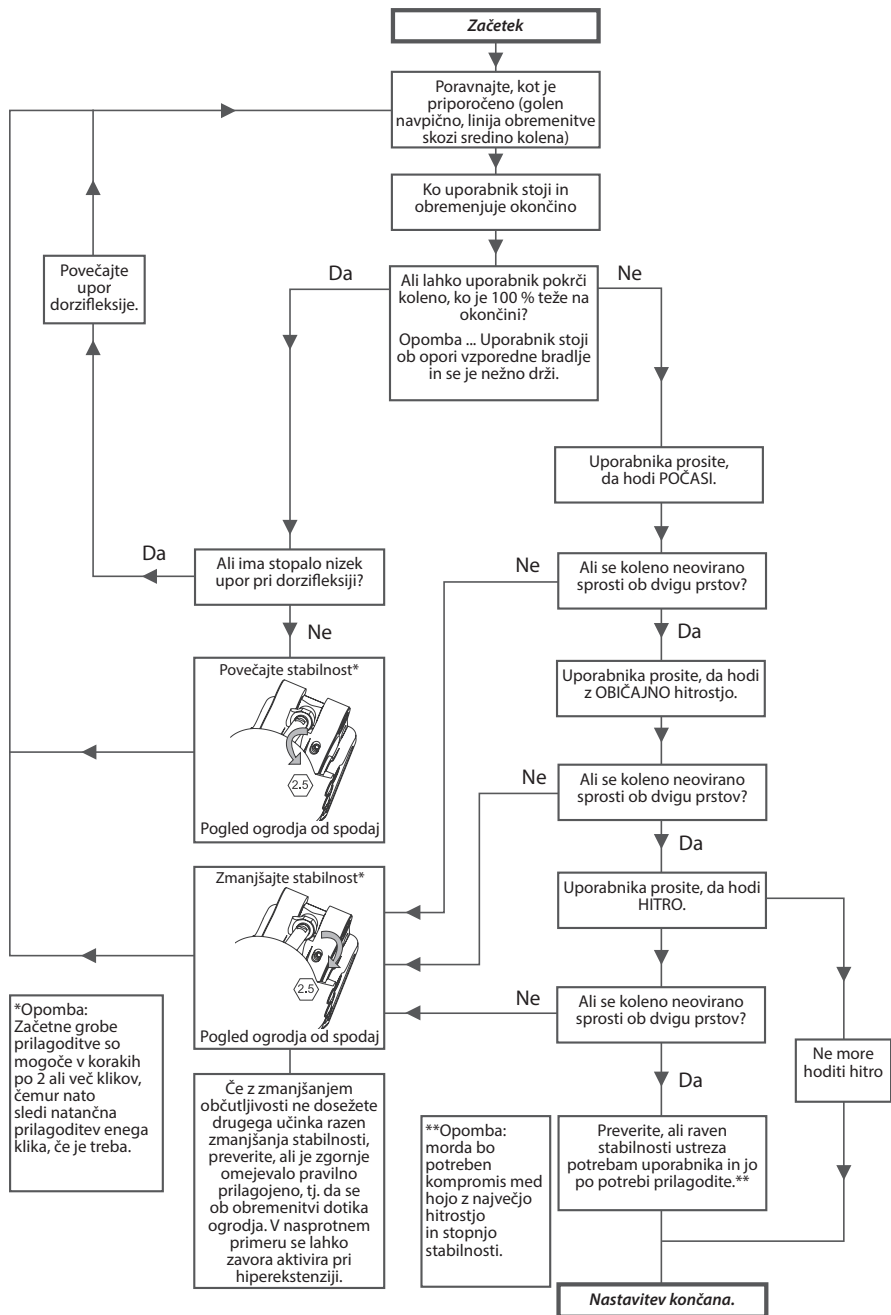 Začetek
Poravnajte, kot je
priporočeno (golen
navpično, linija obremenitve
skozi sredino kolena)
Ko uporabnik stoji in
obremenjuje okončino
Povečajte
upor
dorzifleksije.
Da
Ali lahko uporabnik pokrči
koleno, ko je 100 % teže na
okončini?
Opomba ... Uporabnik stoji
ob opori vzporedne bradlje
in se je nežno drži.
Ne
Uporabnika prosite,
da hodi POČASI.
Da
Ali ima stopalo nizek
upor pri dorzifleksiji?
Ne
Ne
Ali se koleno neovirano
sprosti ob dvigu prstov?
Da
Povečajte stabilnost*
2.5
Pogled ogrodja od spodaj
Uporabnika prosite, da hodi
z OBIČAJNO hitrostjo.
Ne
Ali se koleno neovirano
sprosti ob dvigu prstov?
Da
Zmanjšajte stabilnost*
2.5
Pogled ogrodja od spodaj
Uporabnika prosite, da hodi
HITRO.
Ne
Ali se koleno neovirano
sprosti ob dvigu prstov?
Da
Ne more
hoditi hitro
*Opomba:
Začetne grobe
prilagoditve so
mogoče v korakih
po 2 ali več klikov,
čemur nato
sledi natančna
prilagoditev enega
klika, če je treba.
Če z zmanjšanjem
občutljivosti ne dosežete
drugega učinka razen
zmanjšanja stabilnosti,
preverite, ali je zgornje
omejevalo pravilno
prilagojeno, tj. da se
ob obremenitvi dotika
ogrodja. V nasprotnem
primeru se lahko
zavora aktivira pri
hiperekstenziji.
**Opomba:
morda bo
potreben
kompromis med
hojo z največjo
hitrostjo
in stopnjo
stabilnosti.
Preverite, ali raven
stabilnosti ustreza
potrebam uporabnika in jo
po potrebi prilagodite.**
Nastavitev končana.